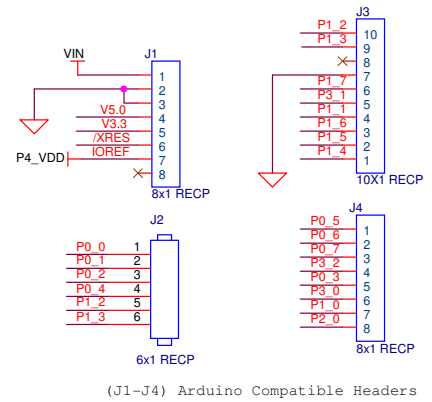 J1
VIN
1
2
3
V5.0 4
V3.3 5
/XRES 6
P4_VDD IOREF 7
8
8x1 RECP
J3
P1_2 10
P1_3 9
8
7
P1_7 6
P3_1 5
P1_1 4
P1_6 3
P1_5 2
P1_4 1
10X1 RECP
J2
P0_0 1
P0_1 2
P0_2 3
P0_4 4
P1_2 5
P1_3 6
6x1 RECP
J4
P0_5 1
P0_6 2
P0_7 3
P3_2 4
P0_3 5
P3_0 6
P1_0 7
P2_0 8
8x1 RECP
(J1-J4) Arduino Compatible Headers